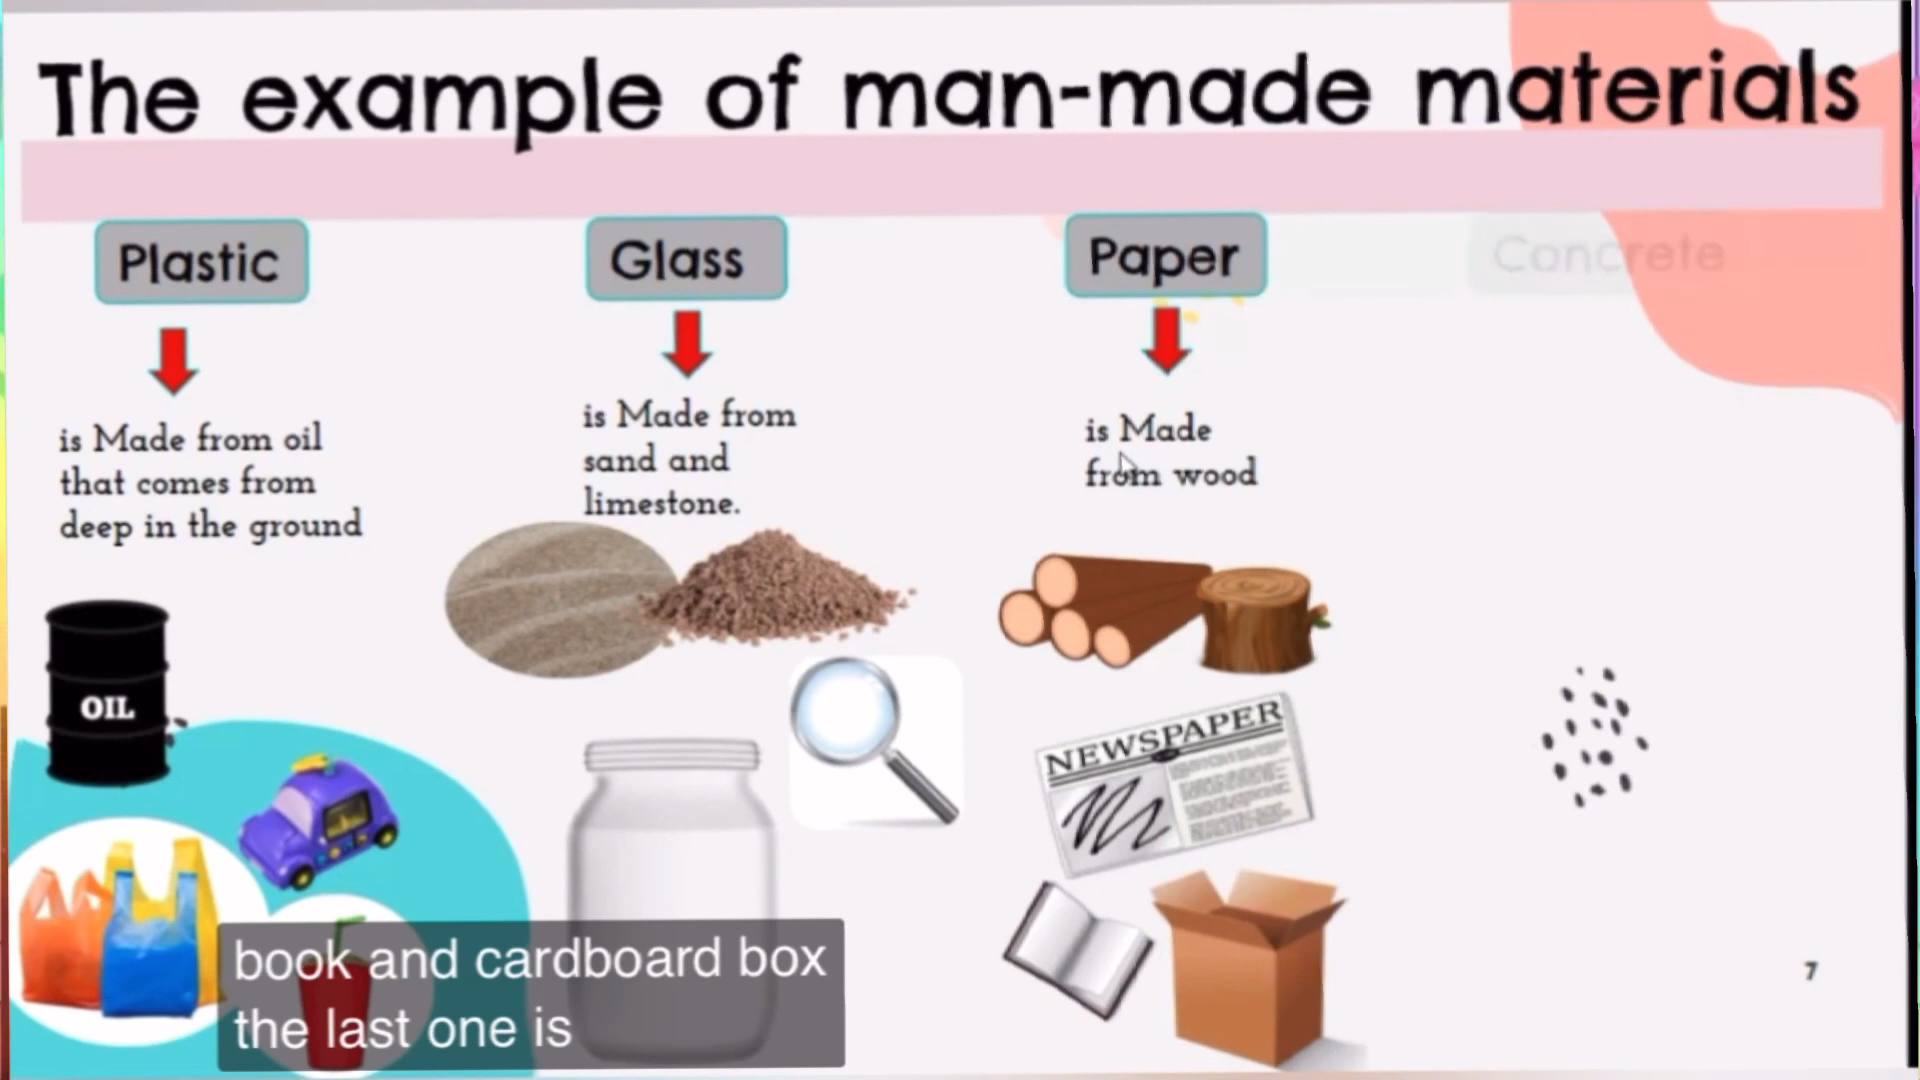 The example of man-made materials
Plastic
Glass
Paper
Concrete
is Made from oil
that comes from
deep in the ground
is Made from
sand and
limestone.
is Made
from wood
OIL
NEWSPAPER
book and cardboard box
the last one is
7